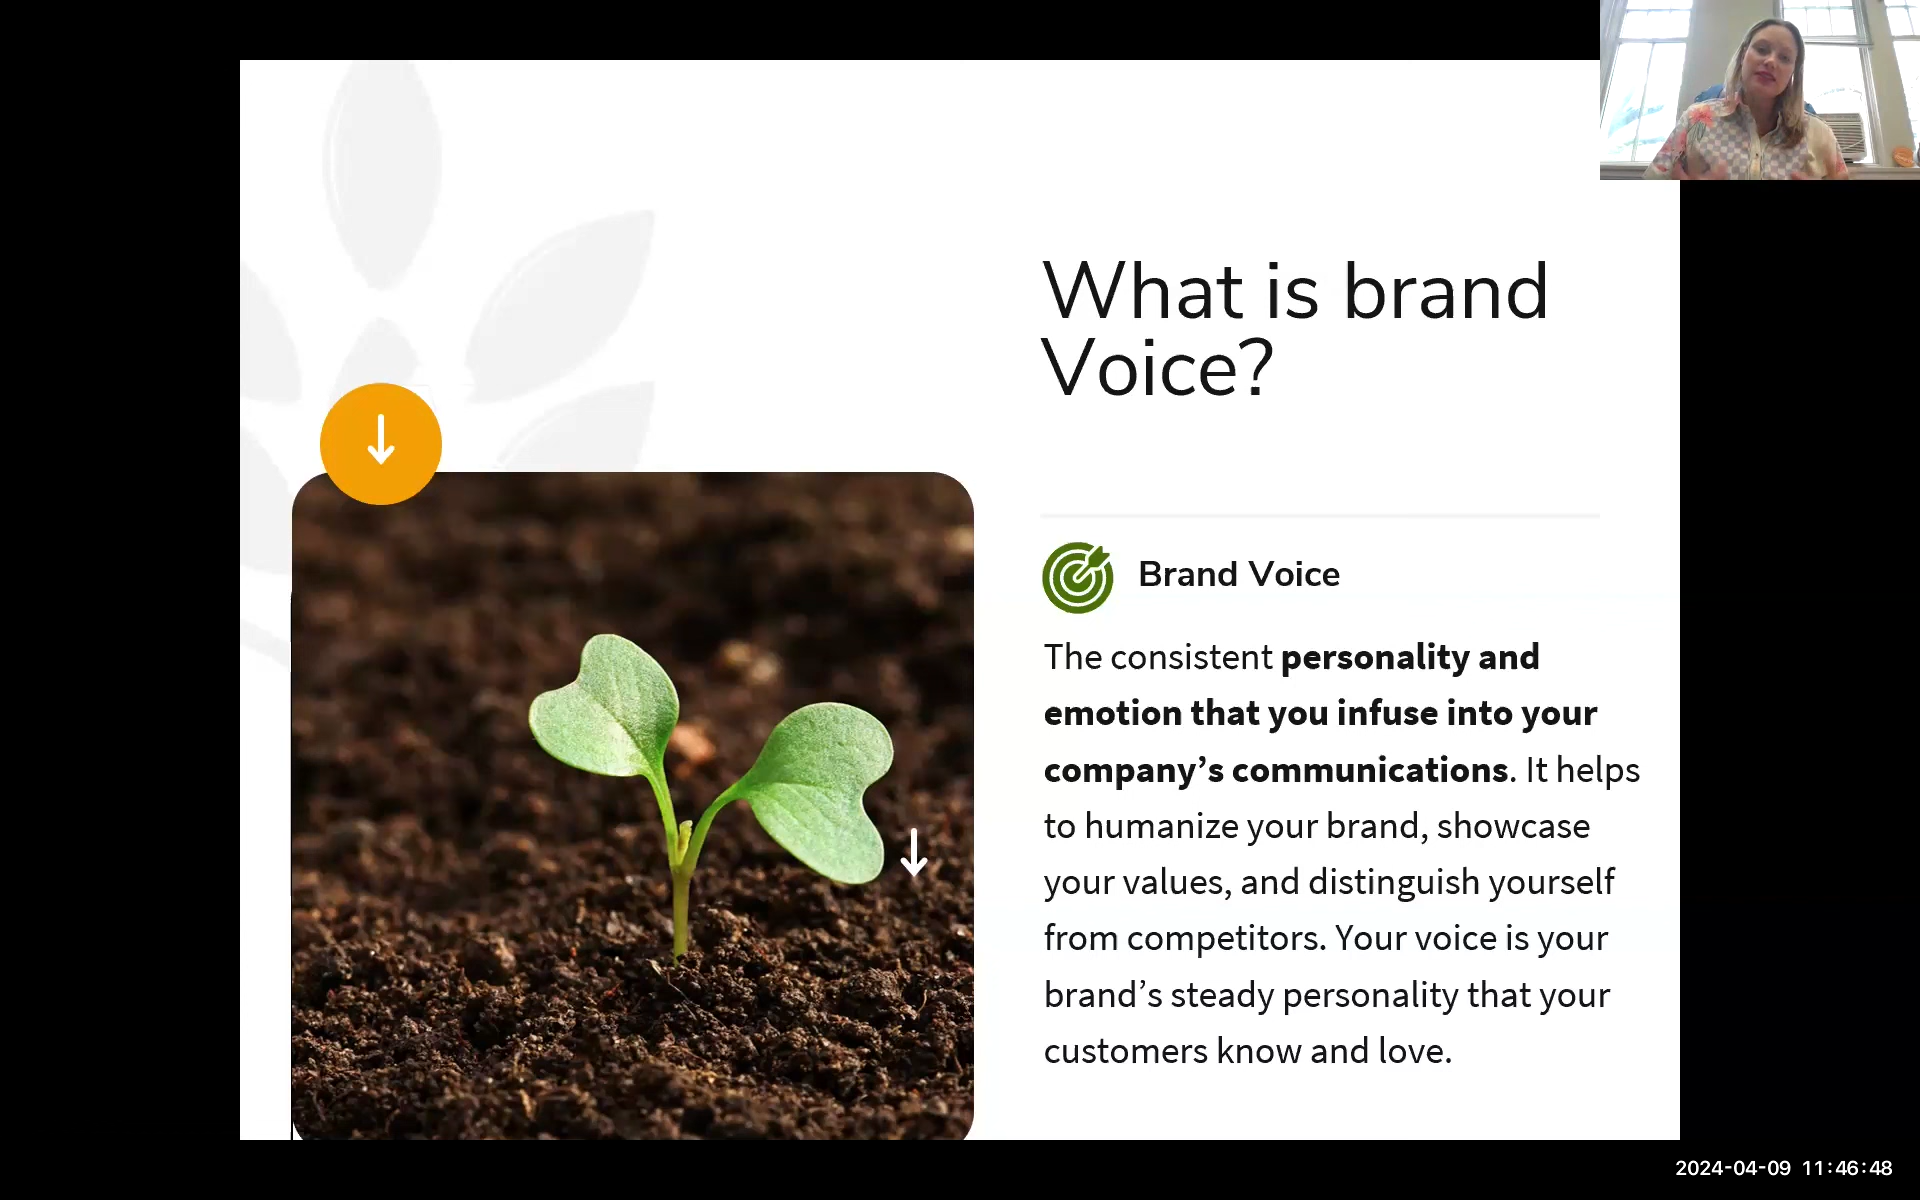 What is brand
Voice?
Brand Voice
The consistent personality and
emotion that you infuse into your
company’s communications. It helps
to humanize your brand, showcase
your values, and distinguish yourself
from competitors. Your voice is your
brand’s steady personality that your
customers know and love.
2024-04-09 11:46:48